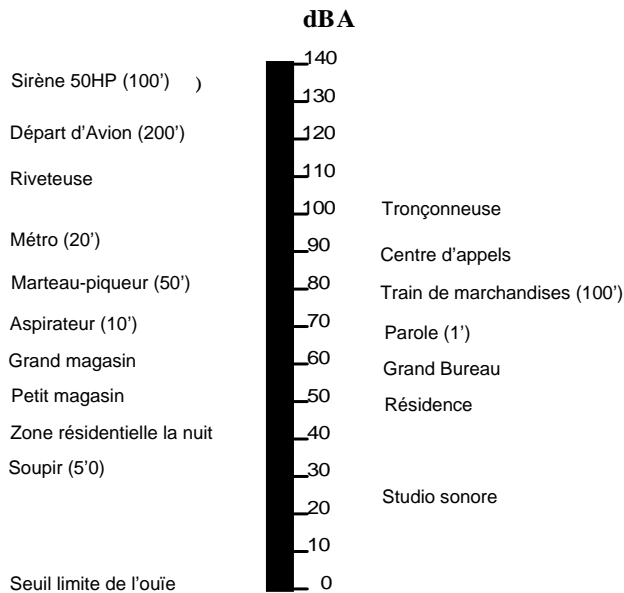 dBA
140
Sirène 50HP (100’) )
130
Départ d’Avion (200’)
120
Riveteuse
110
100
Tronçonneuse
Métro (20’)
90
Centre d’appels
Marteau-piqueur (50’)
80
Train de marchandises (100’)
Aspirateur (10’)
70
Parole (1’)
Grand magasin
60
Grand Bureau
Petit magasin
50
Résidence
Zone résidentielle la nuit
40
Soupir (5’0)
30
Studio sonore
20
10
Seuil limite de l’ouïe
0